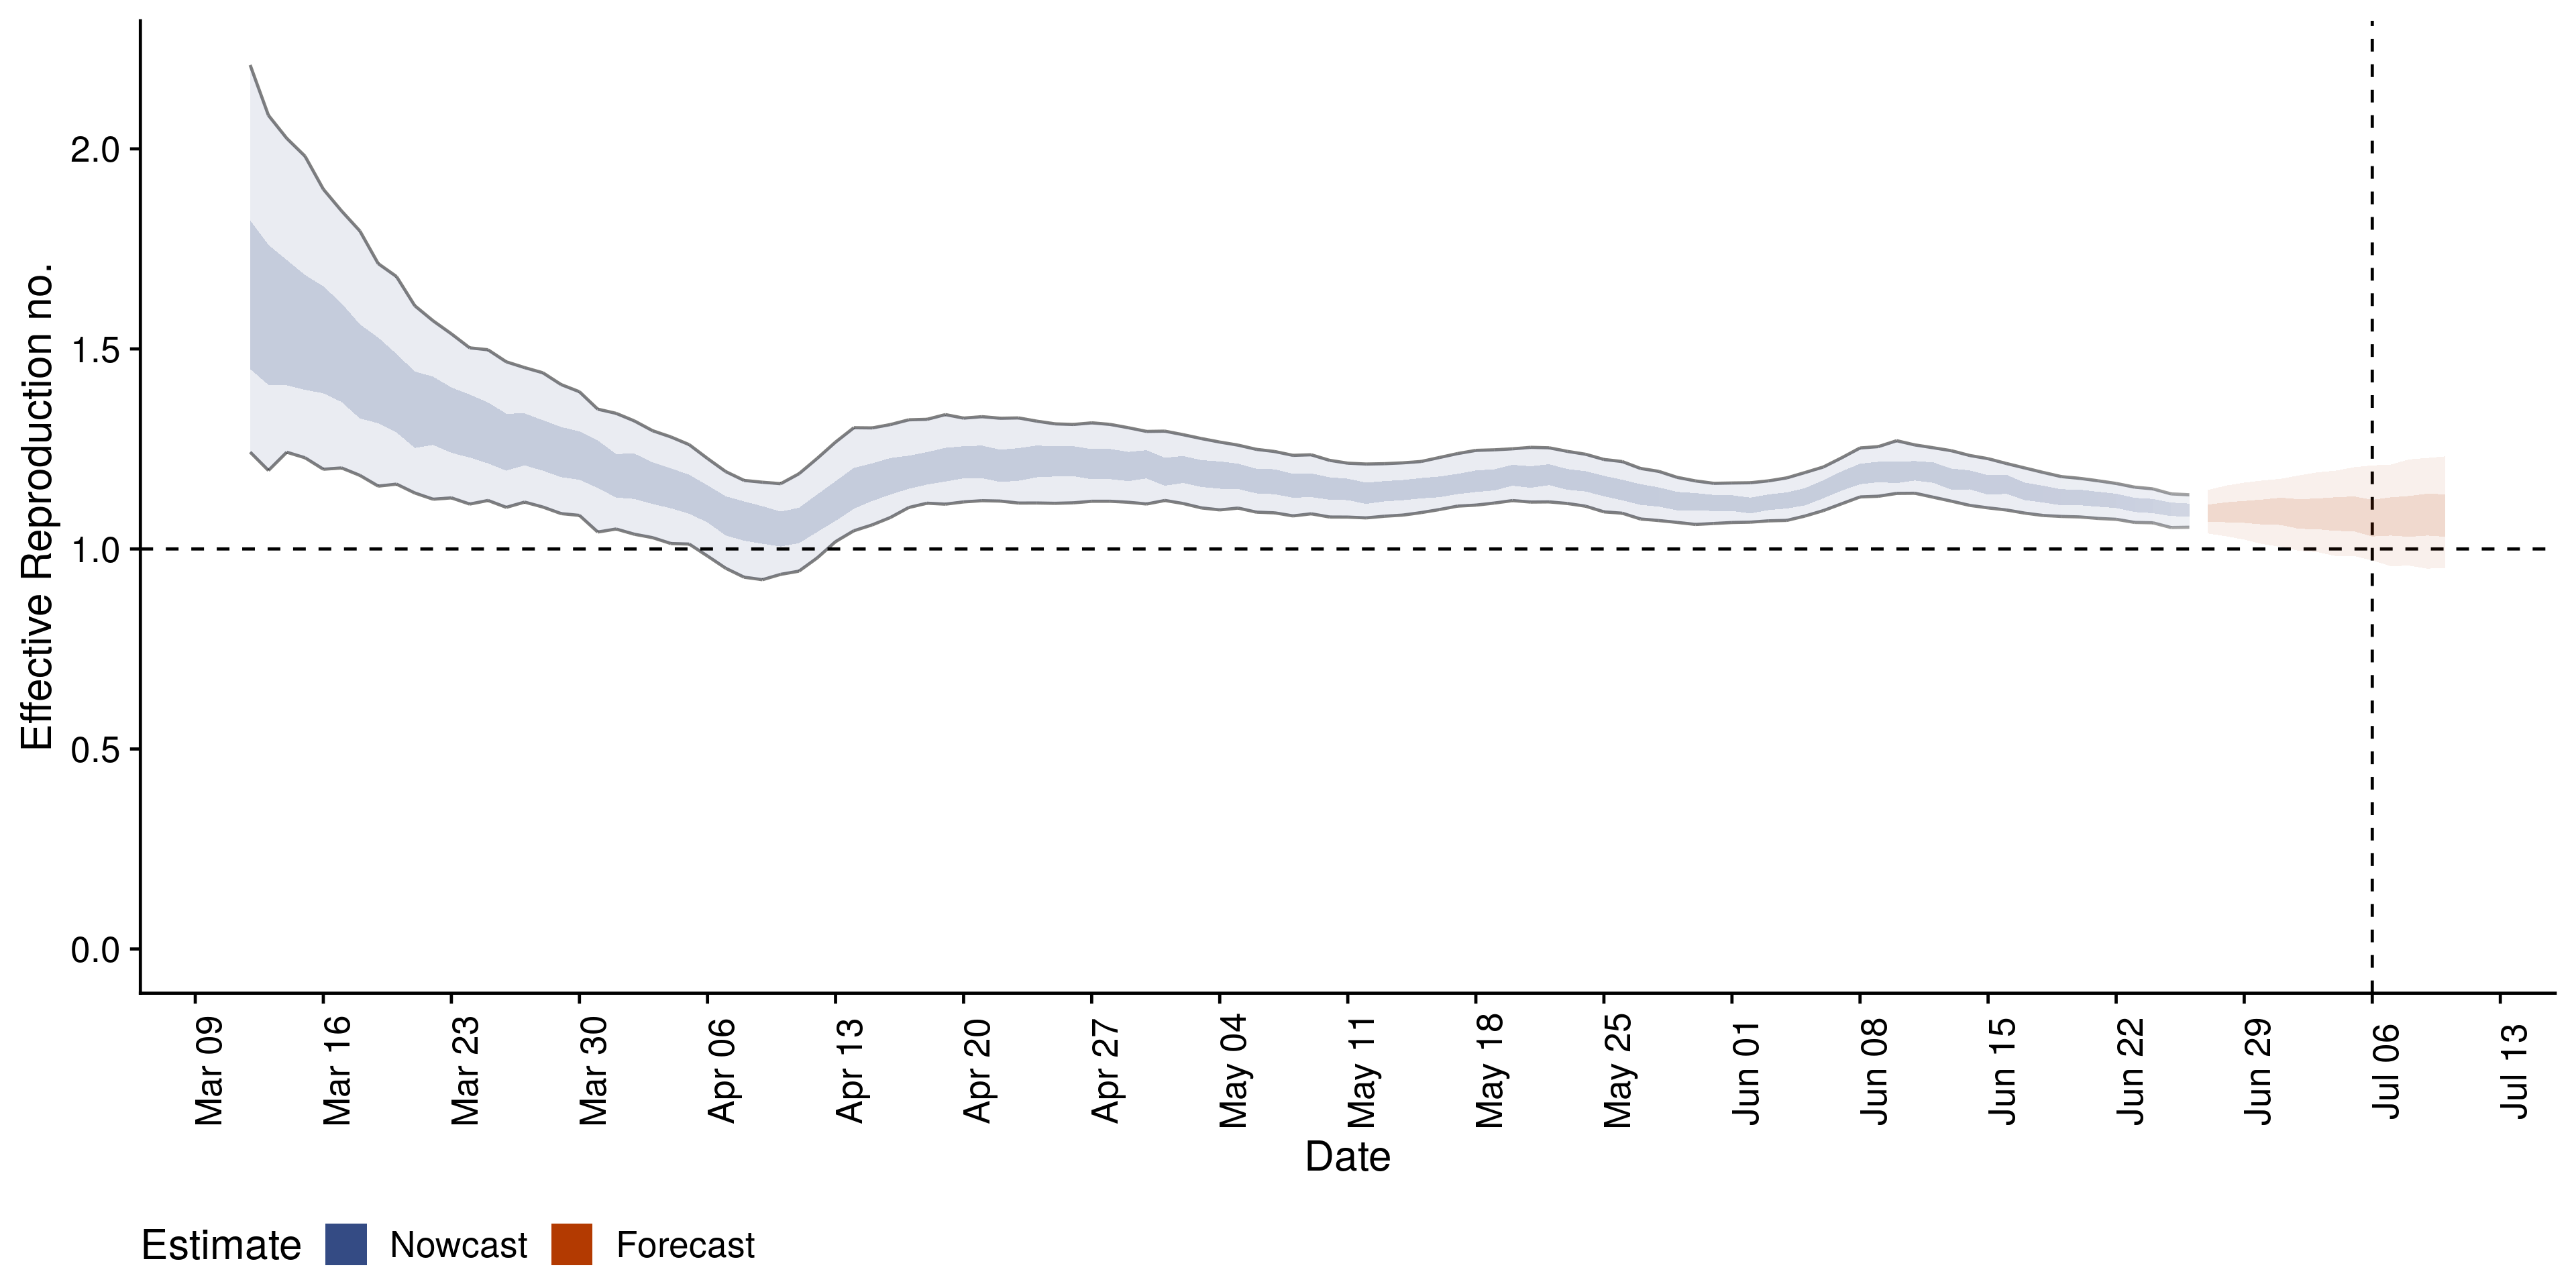 Effective Reproduction no.
2.0
1.5
1.0
0.5
0.0
Mar 09
Mar 16
Mar 23
Mar 30
Apr 06
Apr 13
Apr 20
Apr 27
May 04
May 11
May 18
May 25
Jun 01
Jun 08
Jun 15
Jun 22
Jun 29
Jul 06
Jul 13
Date
Estimate Nowcast Forecast